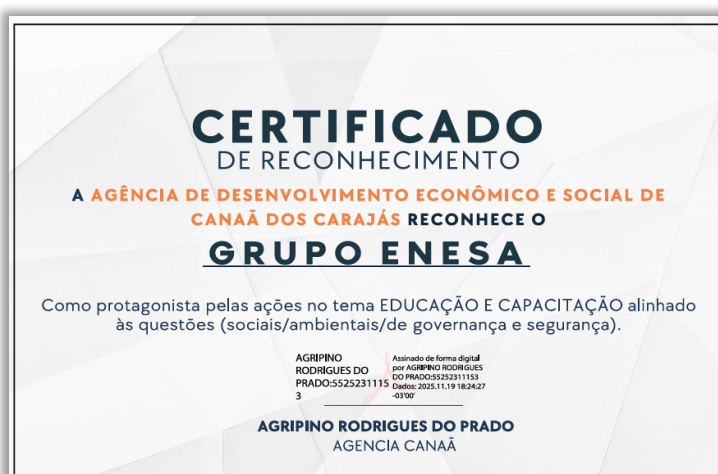 CERTIFICADO
DE RECONHECIMENTO
A AGÊNCIA DE DESENVOLVIMENTO ECONÔMICO E SOCIAL DE
CANAÃ DOS CARAJÁS RECONHECE O
GRUPO ENESA
Como protagonista pelas ações no tema EDUCAÇÃO E CAPACITAÇÃO alinhado
às questões (sociais/ambientais/de governança e segurança).
AGRIPINO
RODRIGUES DO
PRADO:5525231115
3
Assinado de forma digital
por AGRIPINO RODRIGUES
DO PRADO:55252311153
Dados: 2025.11.19 18:24:27
-03'00'
AGRIPINO RODRIGUES DO PRADO
AGENCIA CANAÃ